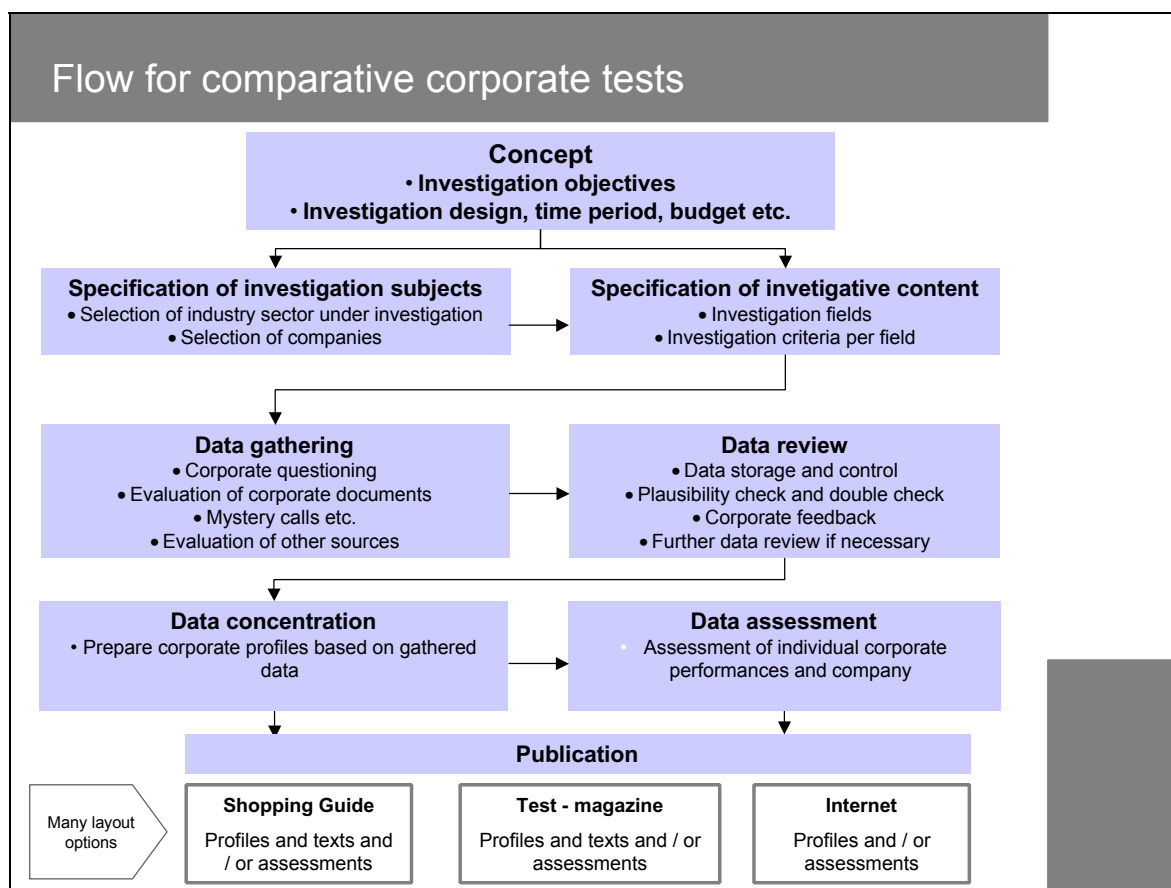 Flow for comparative corporate tests
Concept
• Investigation objectives
• Investigation design, time period, budget etc.
Specification of investigation subjects
• Selection of industry sector under investigation
• Selection of companies
Specification of invetigative content
• Investigation fields
• Investigation criteria per field
Data gathering
• Corporate questioning
• Evaluation of corporate documents
• Mystery calls etc.
• Evaluation of other sources
Data review
• Data storage and control
• Plausibility check and double check
• Corporate feedback
• Further data review if necessary
Data concentration
• Prepare corporate profiles based on gathered
data
Data assessment
• Assessment of individual corporate
performances and company
Publication
Many layout
options
Shopping Guide
Profiles and texts and
/ or assessments
Test - magazine
Profiles and texts and / or
assessments
Internet
Profiles and / or
assessments